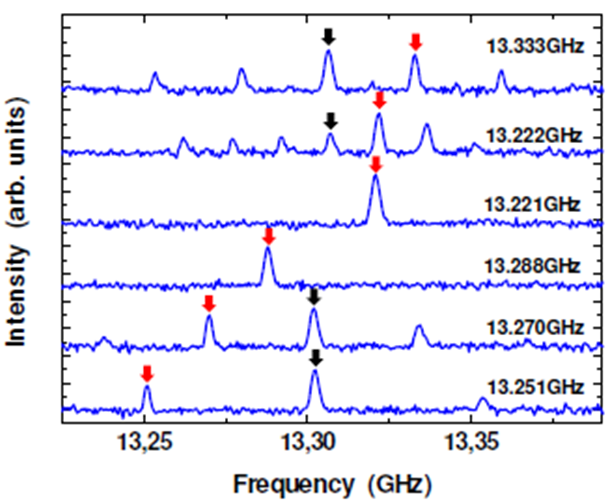 13.333GHz
13.222GHz
13.221GHz
13.288GHz
13.270GHz
13.251GHz
Intensity (arb. units)
13,25
13,30
13,35
Frequency (GHz)